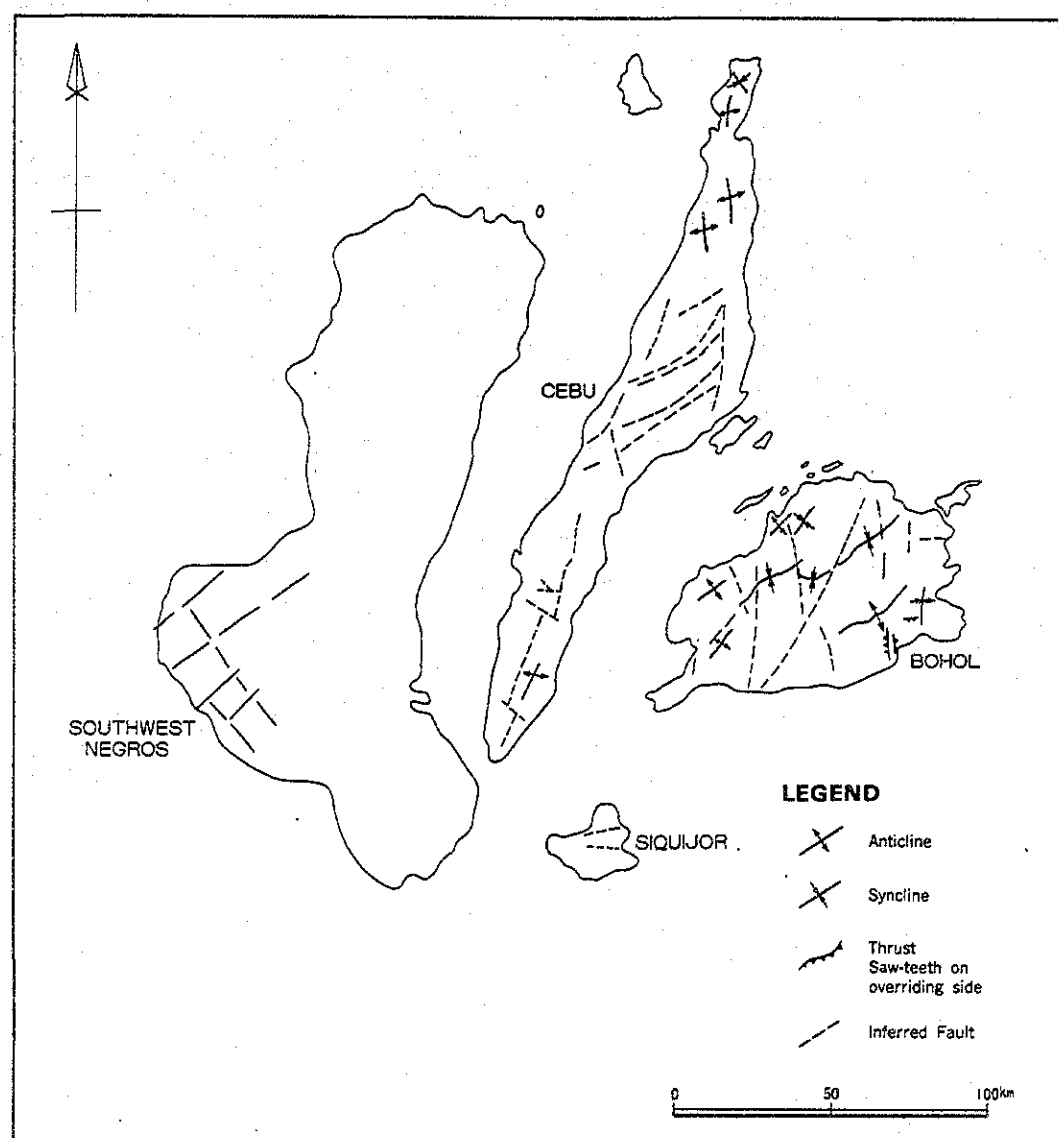 CEBU
BOHOL
SOUTHWEST
NEGROS
SIQUIJOR
LEGEND
Anticline
Syncline
Thrust
Saw-teeth on
overriding side
Inferred Fault
0 50 100km